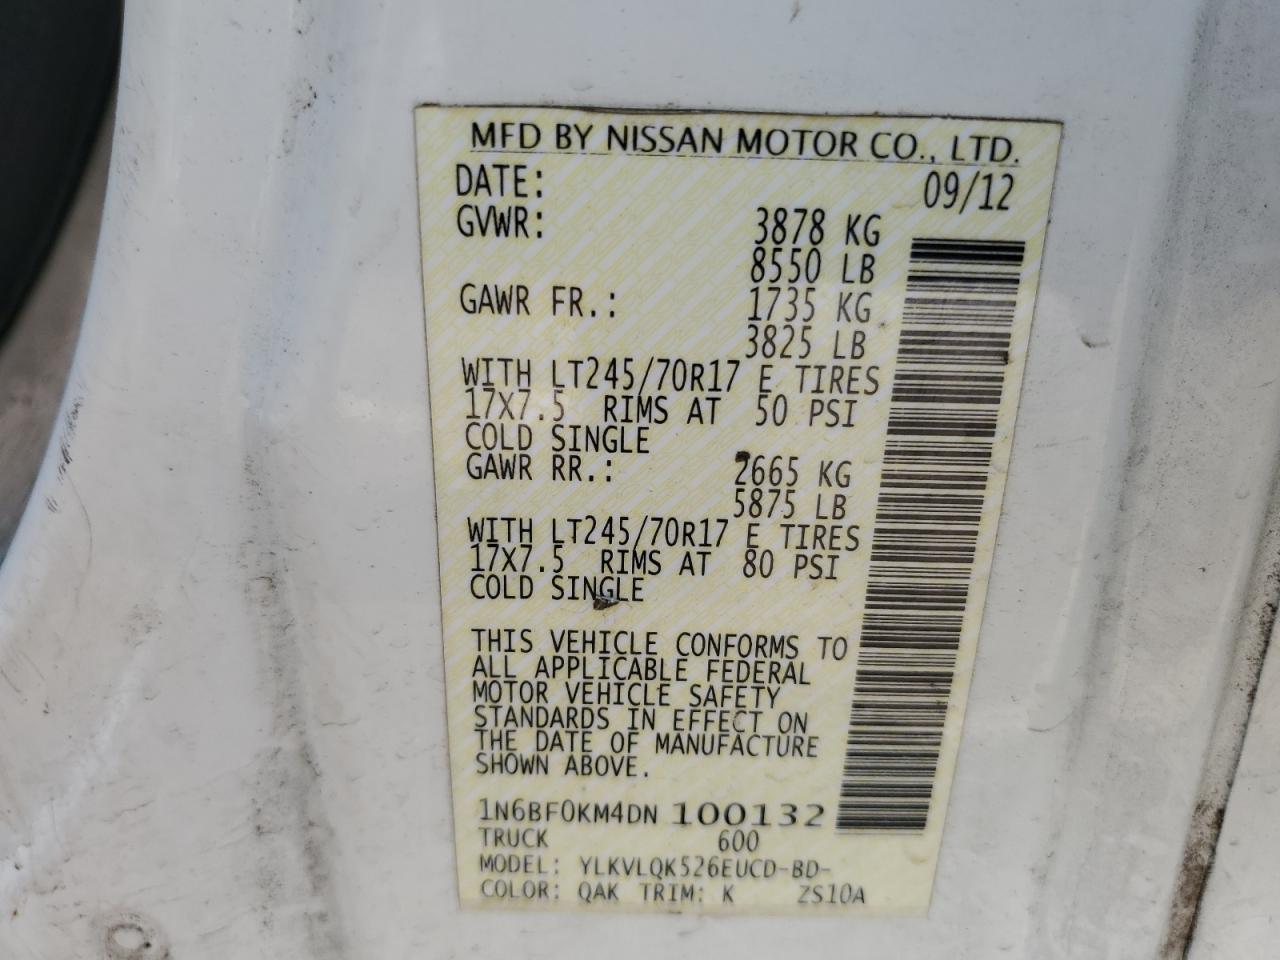 MFD BY NISSAN MOTOR CO., LTD.
DATE: 09/12
GVWR: 3878 KG
8550 LB
GAWR FR.: 1735 KG
3825 LB
WITH LT245/70R17 E TIRES
17X7.5 RIMS AT 50 PSI
COLD SINGLE
GAWR RR.: 2665 KG
5875 LB
WITH LT245/70R17 E TIRES
17X7.5 RIMS AT 80 PSI
COLD SINGLE
THIS VEHICLE CONFORMS TO
ALL APPLICABLE FEDERAL
MOTOR VEHICLE SAFETY
STANDARDS IN EFFECT ON
THE DATE OF MANUFACTURE
SHOWN ABOVE.
1N6BF0KM4DN 100132
TRUCK 600
MODEL: YLKVLQK526EUCD-BD-
COLOR: QAK TRIM: K ZS10A